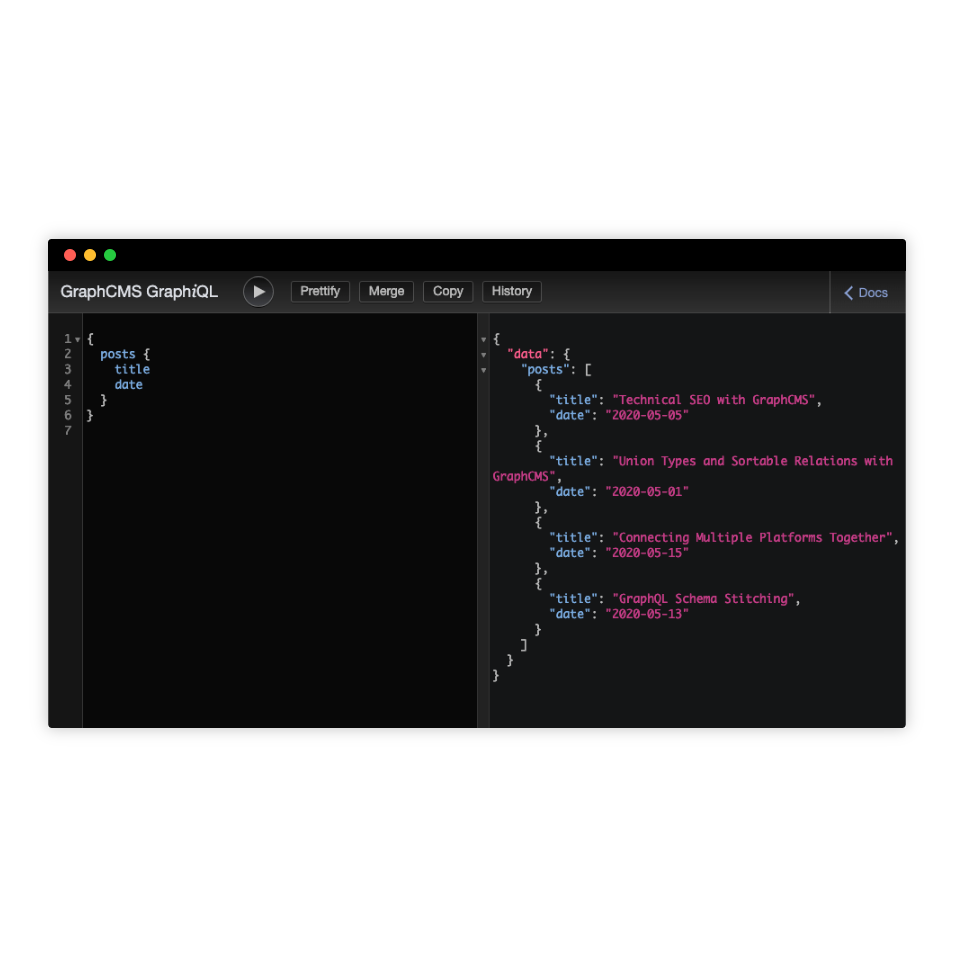 GraphCMS GraphiQL
Prettify
Merge
Copy
History
Docs
1 {
2 posts {
3 title
4 date
5 }
6 }
7
{
"data": {
"posts": [
{
"title": "Technical SEO with GraphCMS",
"date": "2020-05-05"
},
{
"title": "Union Types and Sortable Relations with
GraphCMS",
"date": "2020-05-01"
},
{
"title": "Connecting Multiple Platforms Together",
"date": "2020-05-15"
},
{
"title": "GraphQL Schema Stitching",
"date": "2020-05-13"
}
]
}
}